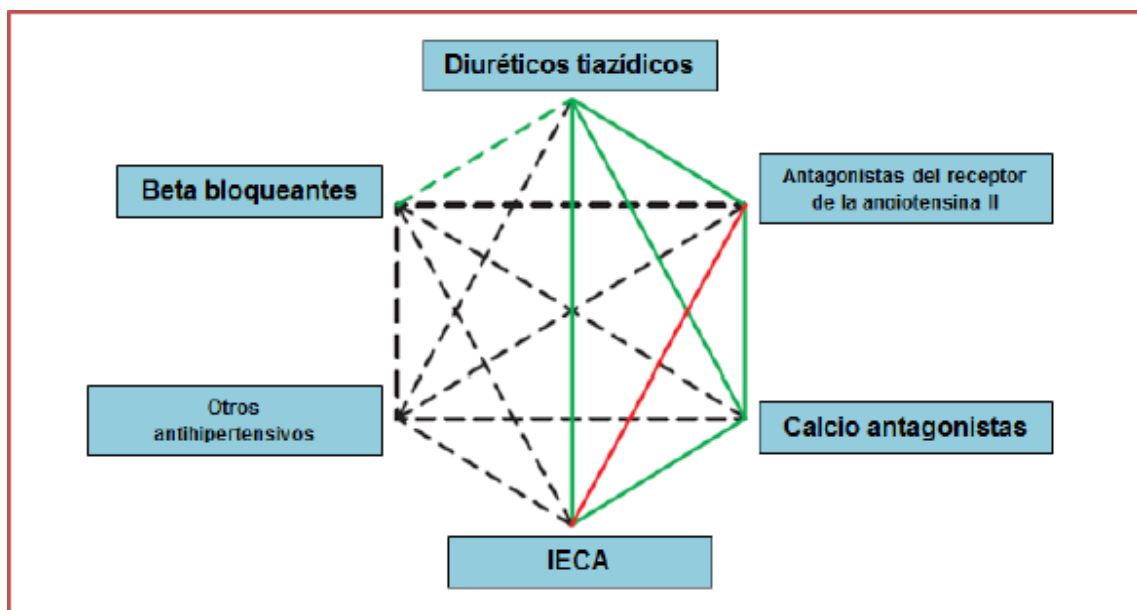 Diuréticos tiazídicos
Beta bloqueantes
Antagonistas del receptor
de la angiotensina II
Otros
antihipertensivos
Calcio antagonistas
IECA